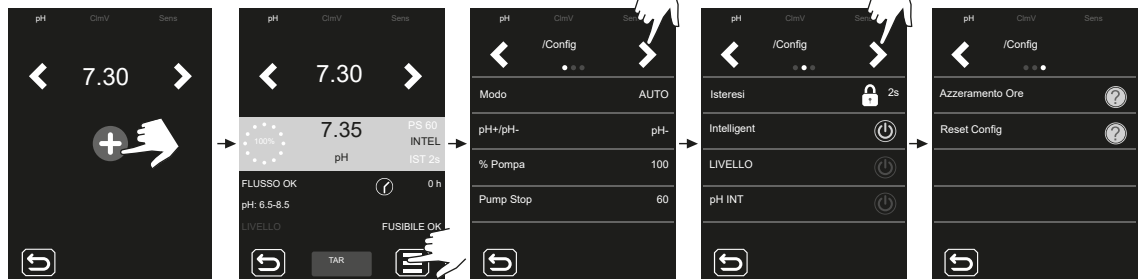 pH ClmV Sens
7.30
pH ClmV Sens
7.30
100%
7.35
pH
PS 60
INTEL
IST 2s
FLUSSO OK 0 h
pH: 6.5-8.5
LIVELLO FUSIBILE OK
TAR
pH ClmV Sens
/Config
Modo AUTO
pH+/pH- pH-
% Pompa 100
Pump Stop 60
pH ClmV Sens
/Config
Isteresi 2s
Intelligent
LIVELLO
pH INT
pH ClmV Sens
/Config
Azzeramento Ore ?
Reset Config ?